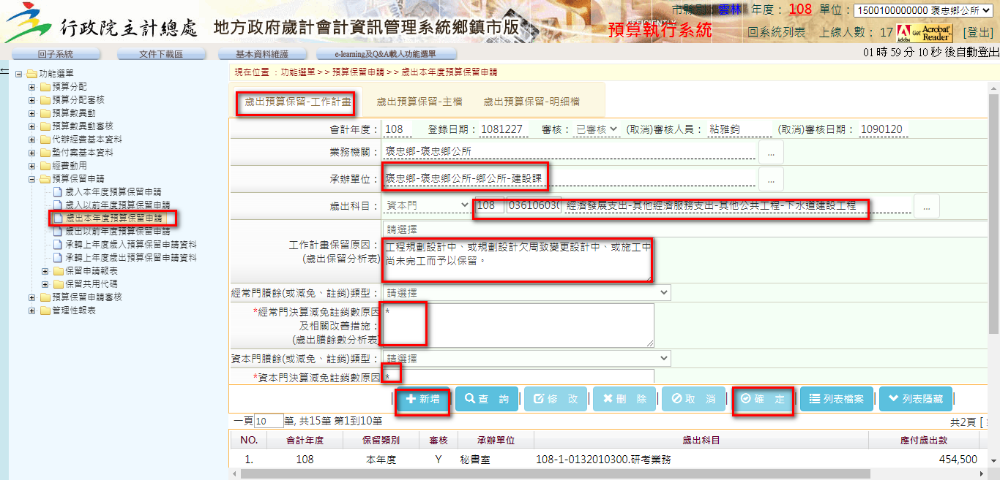 行政院主計總處 地方政府歲計會計資訊管理系統鄉鎮市版
市縣別：雲林 年度：108 單位：1500100000000 褒忠鄉公所
預算執行系統 回系統列表 上線人數：17 Get Acrobat Reader Adobe [登出]
回子系統 文件下載區 基本資料維護 e-learning及Q&A載入功能選單
01 時 59 分 10 秒 後自動登出
功能選單
預算分配
預算分配審核
預算數異動
預算數異動審核
代辦經費基本資料
墊付案基本資料
經費動用
預算保留申請
歲入本年度預算保留申請
歲入以前年度預算保留申請
歲出本年度預算保留申請
歲出以前年度預算保留申請
承轉上年度歲入預算保留申請資料
承轉上年度歲出預算保留申請資料
保留申請報表
保留共用代碼
預算保留申請審核
管理性報表
現在位置 ：功能選單>>預算保留申請>>歲出本年度預算保留申請
歲出預算保留-工作計畫 歲出預算保留-主檔 歲出預算保留-明細檔
會計年度： 108 登錄日期： 1081227 審核： 已審核 (取消)審核人員： 粘雅鈞 (取消)審核日期： 1090120
業務機關： 褒忠鄉-褒忠鄉公所 ...
承辦單位： 褒忠鄉-褒忠鄉公所-鄉公所-建設課 ...
歲出科目： 資本門 108 036106030 經濟發展支出-其他經濟服務支出-其他公共工程-下水道建設工程 ...
請選擇
工作計畫保留原因：
(歲出保留分析表)
工程規劃設計中、或規劃設計欠周致變更設計中、或施工中
尚未完工而予以保留。
經常門賸餘(或減免、註銷)類型： 請選擇
*經常門決算減免註銷數原因 *
及相關改善措施：
(歲出賸餘數分析表)
資本門賸餘(或減免、註銷)類型： 請選擇
*資本門決算減免註銷數原因 *
新增 查 詢 修 改 刪 除 取 消 確 定 列表檔案 列表隱藏
一頁 10 筆, 共15筆 第1到10筆 共2頁 [
NO. 會計年度 保留類別 審核 承辦單位 歲出科目 應付歲出款
1. 108 本年度 Y 秘書室 108-1-0132010300.研考業務 454,500